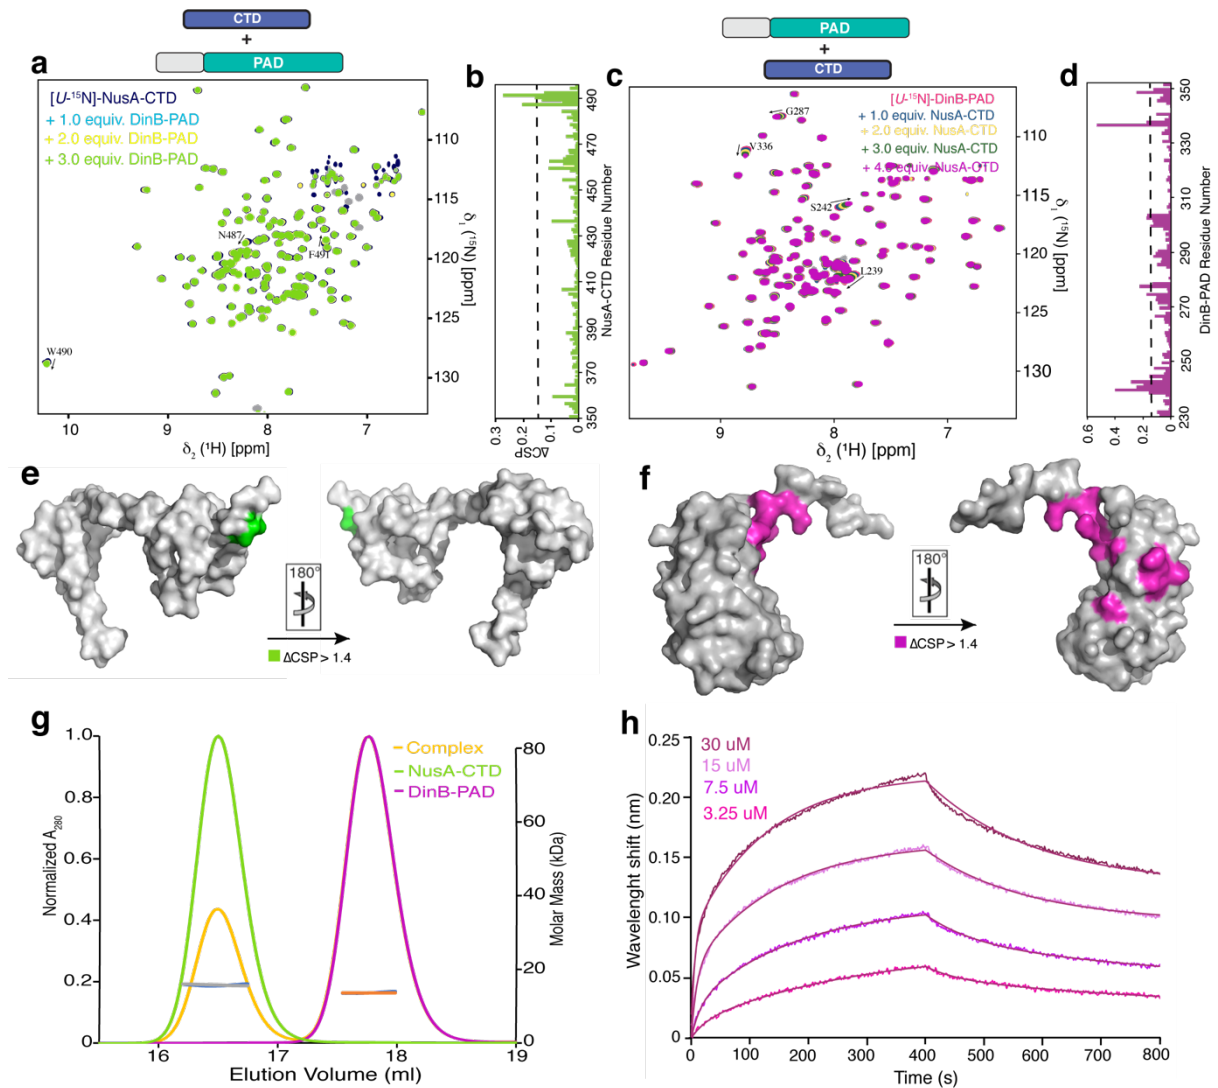 CTD
+
PAD
a
[U-¹⁵N]-NusA-CTD
+ 1.0 equiv. DinB-PAD
+ 2.0 equiv. DinB-PAD
+ 3.0 equiv. DinB-PAD
N487
F491
W490
110
115
120
125
130
δ₁ (¹⁵N) [ppm]
10
9
8
7
δ₂ (¹H) [ppm]
b
490
470
450
430
410
390
370
350
NusA-CTD Residue Number
0.3
0.2
0.1
0
ΔCSP
PAD
+
CTD
c
[U-¹⁵N]-DinB-PAD
+ 1.0 equiv. NusA-CTD
+ 2.0 equiv. NusA-CTD
+ 3.0 equiv. NusA-CTD
+ 4.0 equiv. NusA-CTD
G287
V336
S242
L239
110
115
120
125
130
δ₁ (¹⁵N) [ppm]
9
8
7
δ₂ (¹H) [ppm]
d
350
330
310
290
270
250
230
DinB-PAD Residue Number
0.6
0.4
0.2
0
e
180°
ΔCSP > 1.4
f
180°
ΔCSP > 1.4
g
1.0
0.8
0.6
0.4
0.2
0
Normalized A₂₈₀
Complex
NusA-CTD
DinB-PAD
80
60
40
20
0
Molar Mass (kDa)
16
17
18
19
Elution Volume (ml)
h
30 uM
15 uM
7.5 uM
3.25 uM
0.25
0.20
0.15
0.10
0.05
0
Wavelenght shift (nm)
0
100
200
300
400
500
600
700
800
Time (s)